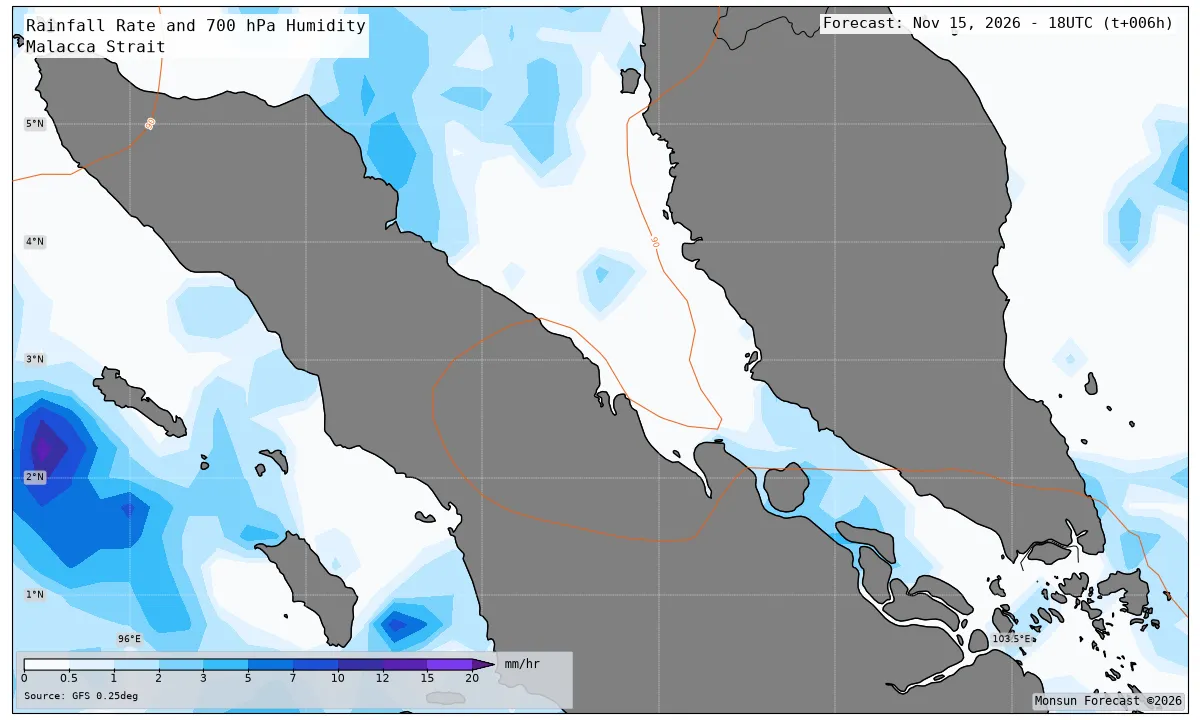 Rainfall Rate and 700 hPa Humidity
Malacca Strait
Forecast: Nov 15, 2026 - 18UTC (t+006h)
90
5°N
90
4°N
3°N
2°N
1°N
96°E
103.5°E
mm/hr
0 0.5 1 2 3 5 7 10 12 15 20
Source: GFS 0.25deg
Monsun Forecast ©2026